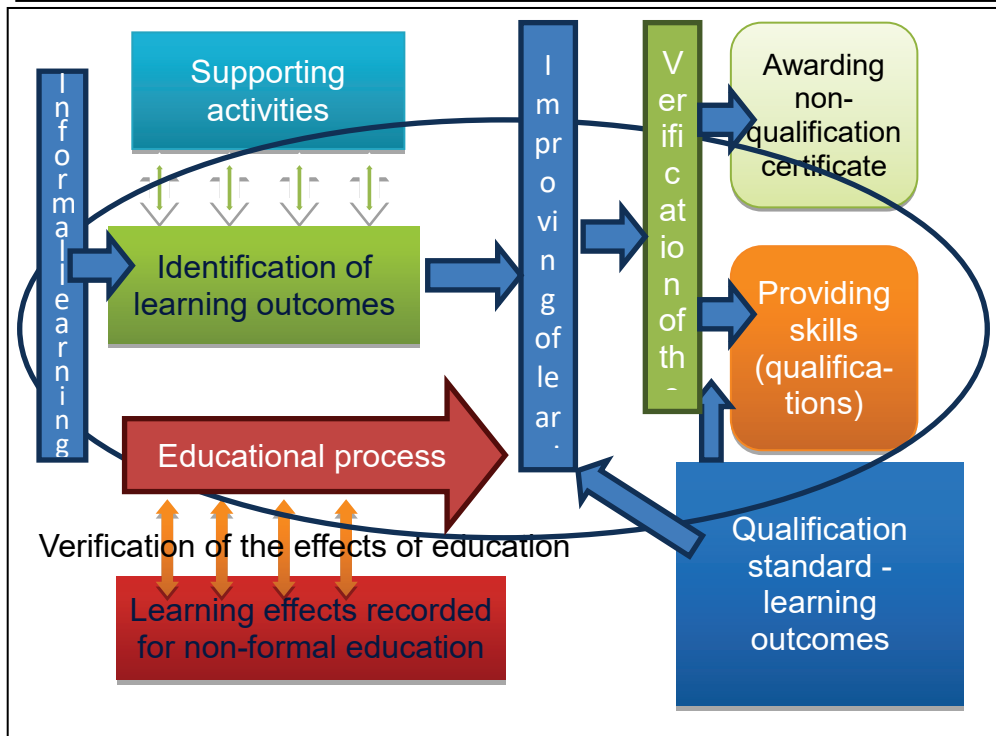 Informal learning
Supporting
activities
Identification of
learning outcomes
Educational process
Verification of the effects of education
Learning effects recorded
for non-formal education
Improving of lear
Verification of th
Awarding
non-
qualification
certificate
Providing
skills
(qualifica-
tions)
Qualification
standard -
learning
outcomes